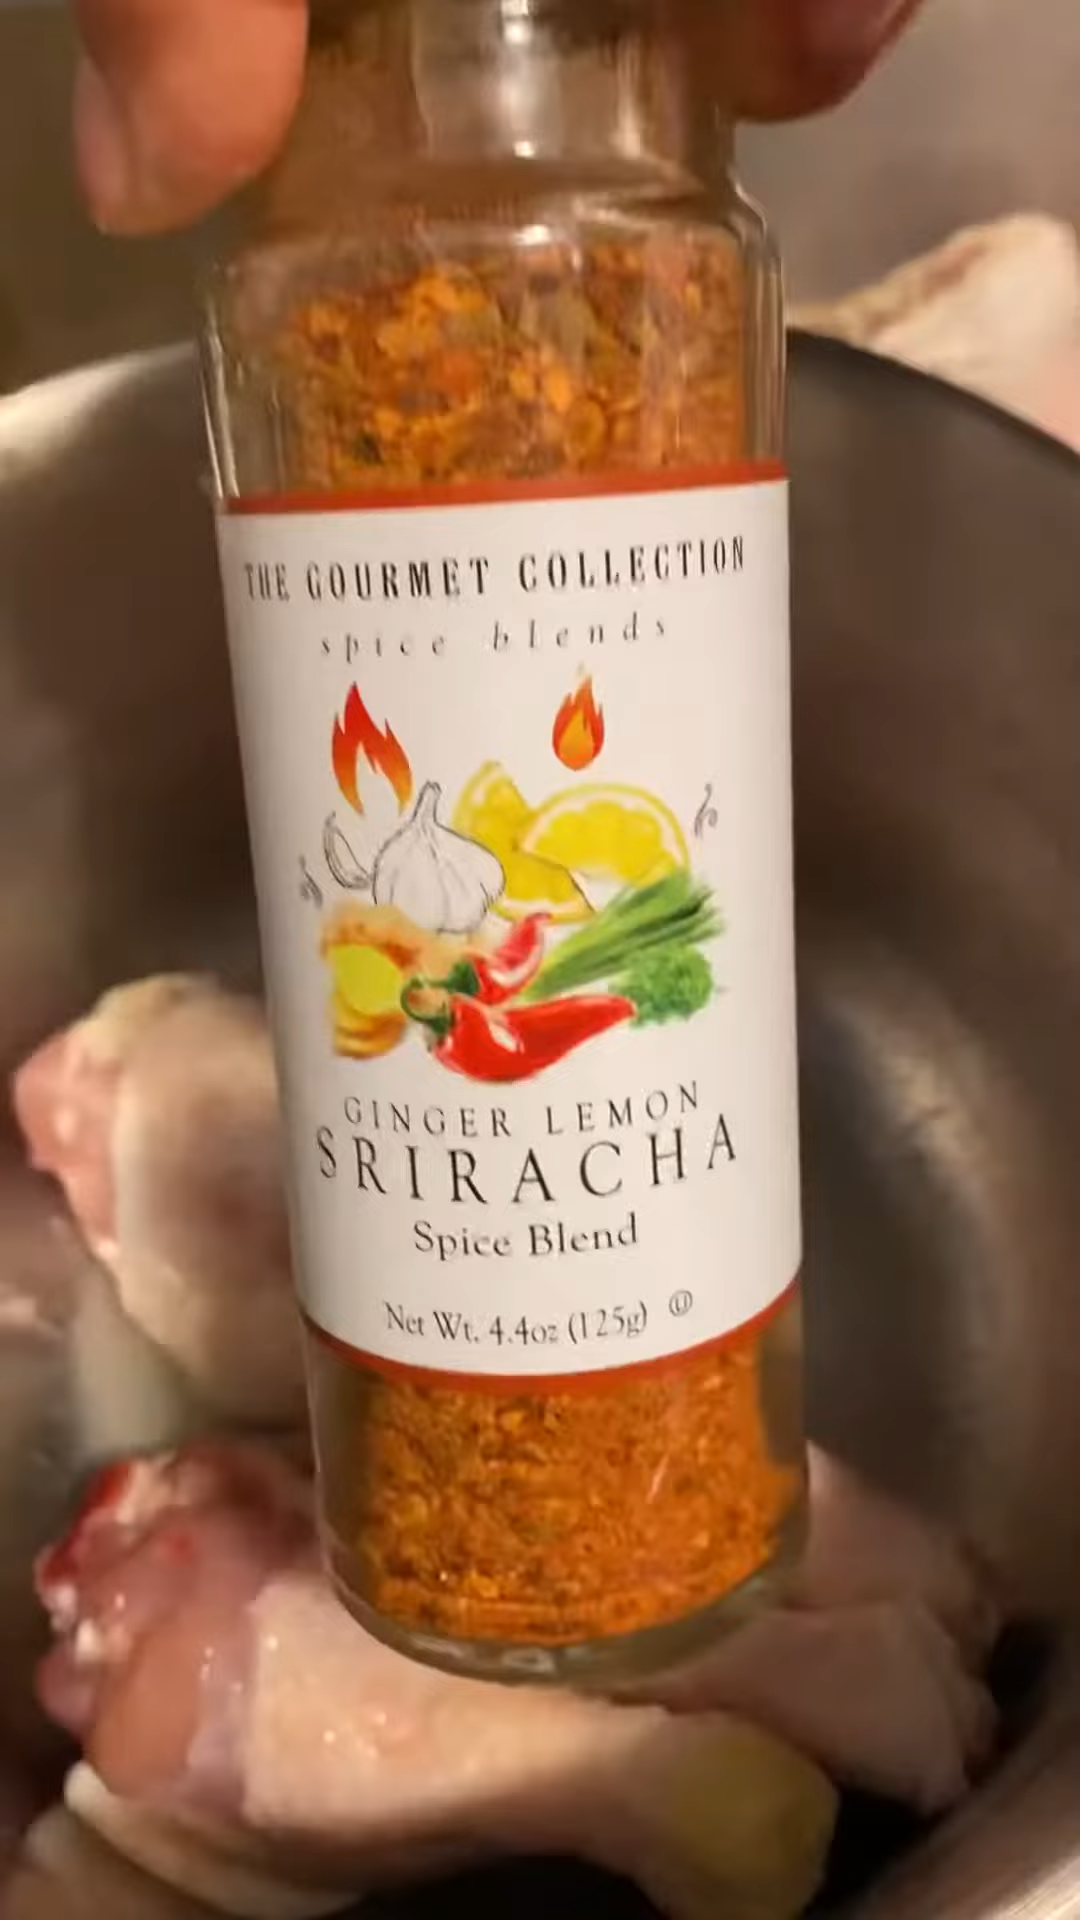 THE GOURMET COLLECTION
spice blends
GINGER LEMON
SRIRACHA
Spice Blend
Net Wt. 4.4oz (125g) Ⓤ